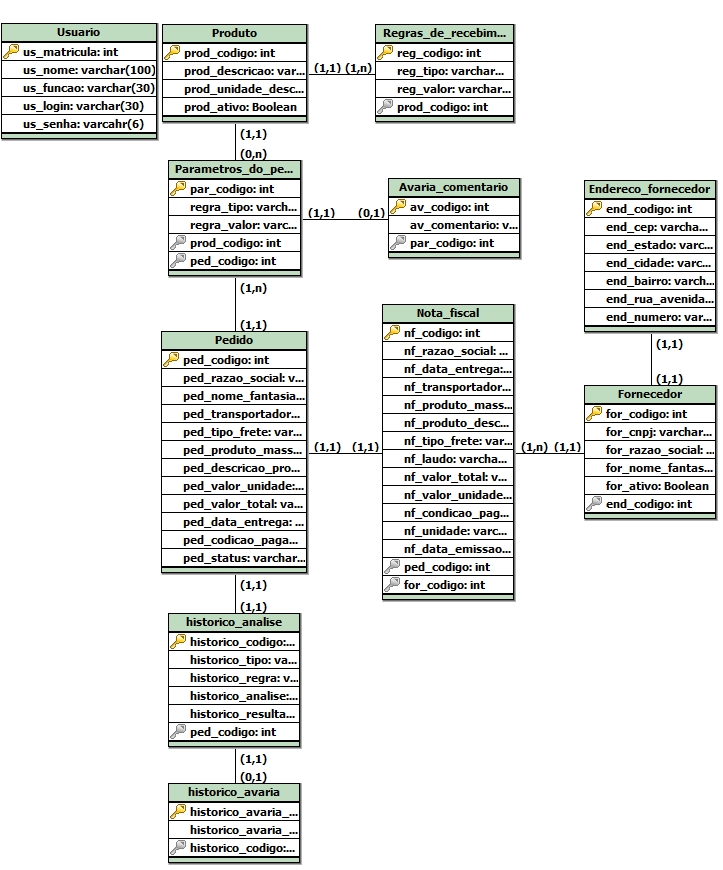 Usuario
us_matricula: int
us_nome: varchar(100)
us_funcao: varchar(30)
us_login: varchar(30)
us_senha: varcahr(6)
Produto
prod_codigo: int
prod_descricao: var...
prod_unidade_desc...
prod_ativo: Boolean
(1,1) (1,n)
Regras_de_recebim...
reg_codigo: int
reg_tipo: varchar...
reg_valor: varchar...
prod_codigo: int
(1,1)
(0,n)
Parametros_do_pe...
par_codigo: int
regra_tipo: varch...
regra_valor: varc...
prod_codigo: int
ped_codigo: int
(1,1) (0,1)
Avaria_comentario
av_codigo: int
av_comentario: v...
par_codigo: int
Endereco_fornecedor
end_codigo: int
end_cep: varcha...
end_estado: varc...
end_cidade: varc...
end_bairro: varch...
end_rua_avenida...
end_numero: var...
(1,n)
(1,1)
Pedido
ped_codigo: int
ped_razao_social: v...
ped_nome_fantasia...
ped_transportador...
ped_tipo_frete: var...
ped_produto_mass...
ped_descricao_pro...
ped_valor_unidade:...
ped_valor_total: va...
ped_data_entrega: ...
ped_codicao_paga...
ped_status: varchar...
(1,1) (1,1)
Nota_fiscal
nf_codigo: int
nf_razao_social: ...
nf_data_entrega:...
nf_transportador...
nf_produto_mass...
nf_produto_desc...
nf_tipo_frete: var...
nf_laudo: varcha...
nf_valor_total: v...
nf_valor_unidade...
nf_condicao_pag...
nf_unidade: varc...
nf_data_emissao...
ped_codigo: int
for_codigo: int
(1,n) (1,1)
(1,1)
(1,1)
Fornecedor
for_codigo: int
for_cnpj: varchar...
for_razao_social: ...
for_nome_fantas...
for_ativo: Boolean
end_codigo: int
(1,1)
(1,1)
historico_analise
historico_codigo:...
historico_tipo: va...
historico_regra: v...
historico_analise:...
historico_resulta...
ped_codigo: int
(1,1)
(0,1)
historico_avaria
historico_avaria_...
historico_avaria_...
historico_codigo:...